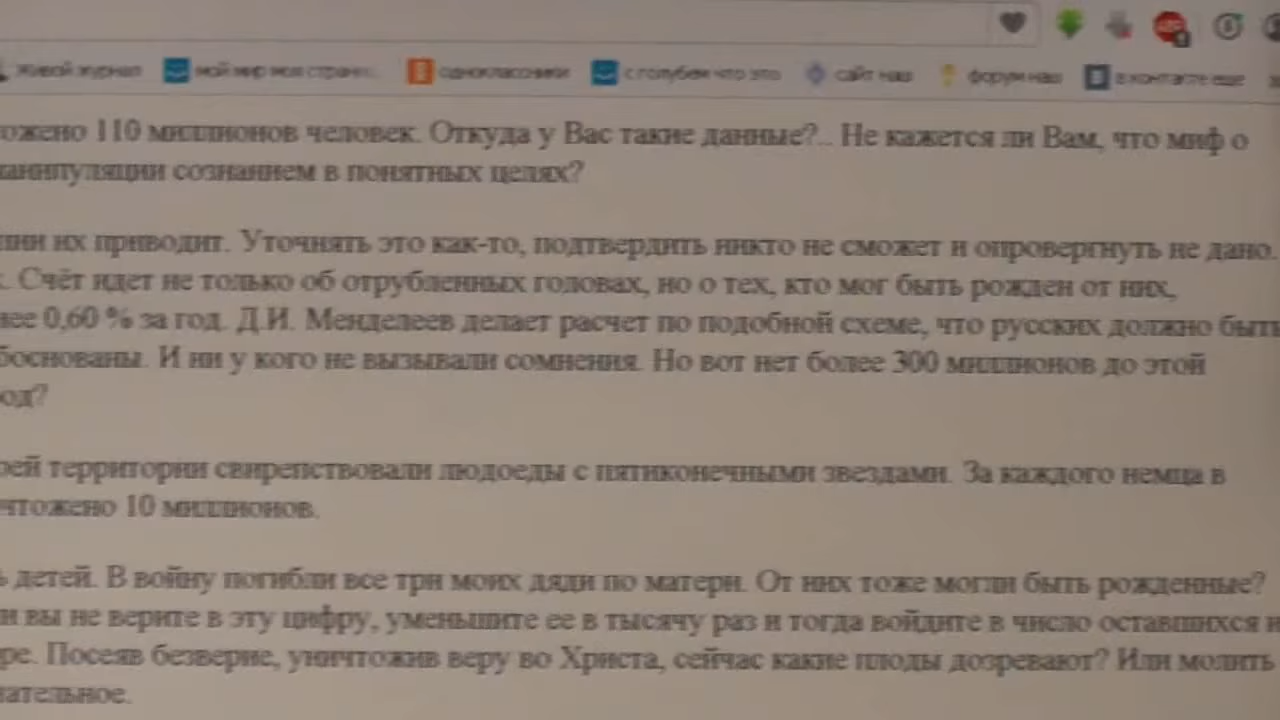 Живой журнал мой мир моя страни... одноклассники с голубем что это сайт наш форум наш в контакте еще
ожено 110 миллионов человек. Откуда у Вас такие данные?.. Не кажется ли Вам, что миф о
манипуляции сознанием в понятных целях?
их приводит. Уточнять это как-то, подтвердить никто не сможет и опровергнуть не дано.
Счёт идет не только об отрубленных головах, но о тех, кто мог быть рожден от них,
нее 0,60 % за год. Д.И. Менделеев делает расчет по подобной схеме, что русских должно быть
боснованы. И ни у кого не вызывали сомнения. Но вот нет более 300 миллионов до этой
од?
рей территории свирепствовали людоеды с пятиконечными звездами. За каждого немца в
чтожено 10 миллионов.
ь детей. В войну погибли все три моих дяди по матери. От них тоже могли быть рожденные?
и вы не верите в эту цифру, уменьшите ее в тысячу раз и тогда войдите в число оставшихся и
ре. Посеяв безверие, уничтожив веру во Христа, сейчас какие плоды дозревают? Или молить
нательное.